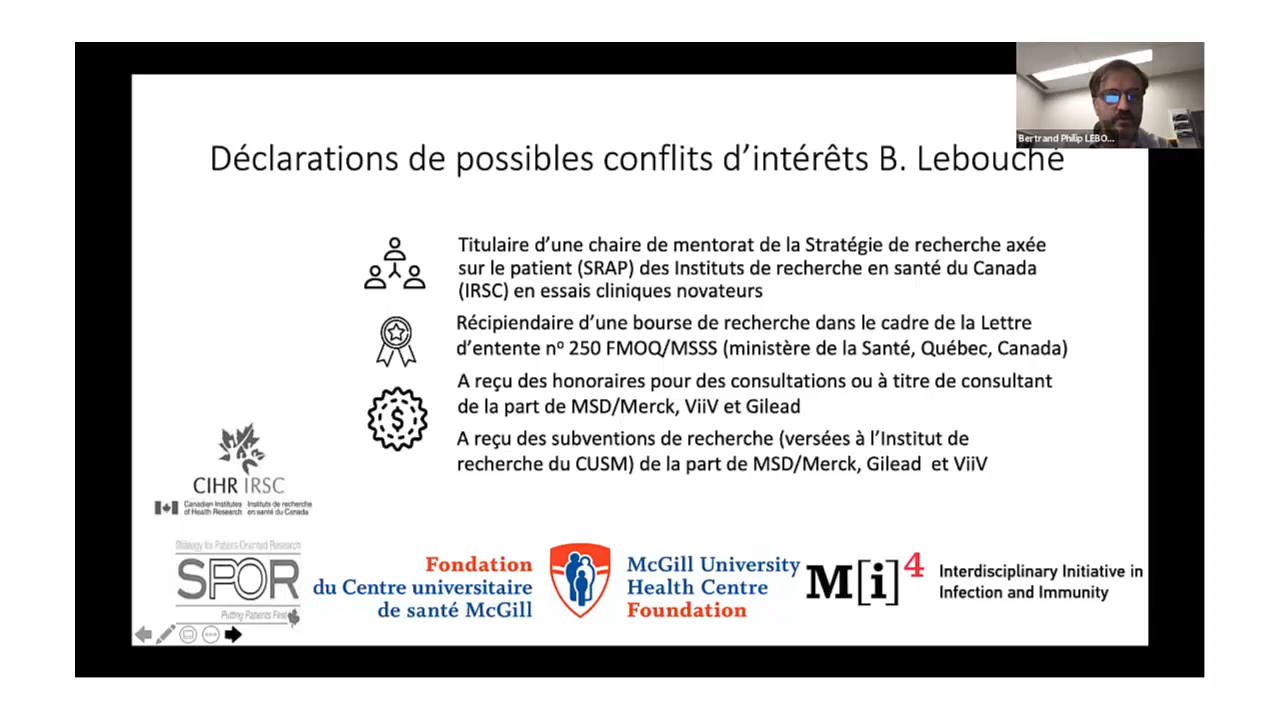 Bertrand Philip LEBO...
Déclarations de possibles conflits d’intérêts B. Lebouché
Titulaire d’une chaire de mentorat de la Stratégie de recherche axée
sur le patient (SRAP) des Instituts de recherche en santé du Canada
(IRSC) en essais cliniques novateurs
Récipiendaire d’une bourse de recherche dans le cadre de la Lettre
d’entente nº 250 FMOQ/MSSS (ministère de la Santé, Québec, Canada)
A reçu des honoraires pour des consultations ou à titre de consultant
de la part de MSD/Merck, ViiV et Gilead
A reçu des subventions de recherche (versées à l’Institut de
recherche du CUSM) de la part de MSD/Merck, Gilead et ViiV
$
CIHR IRSC
Canadian Institutes
of Health Research
Instituts de recherche
en santé du Canada
Strategy for Patient-Oriented Research
SPOR
Putting Patients First
Fondation
du Centre universitaire
de santé McGill
McGill University
Health Centre
Foundation
M[i]4
Interdisciplinary Initiative in
Infection and Immunity